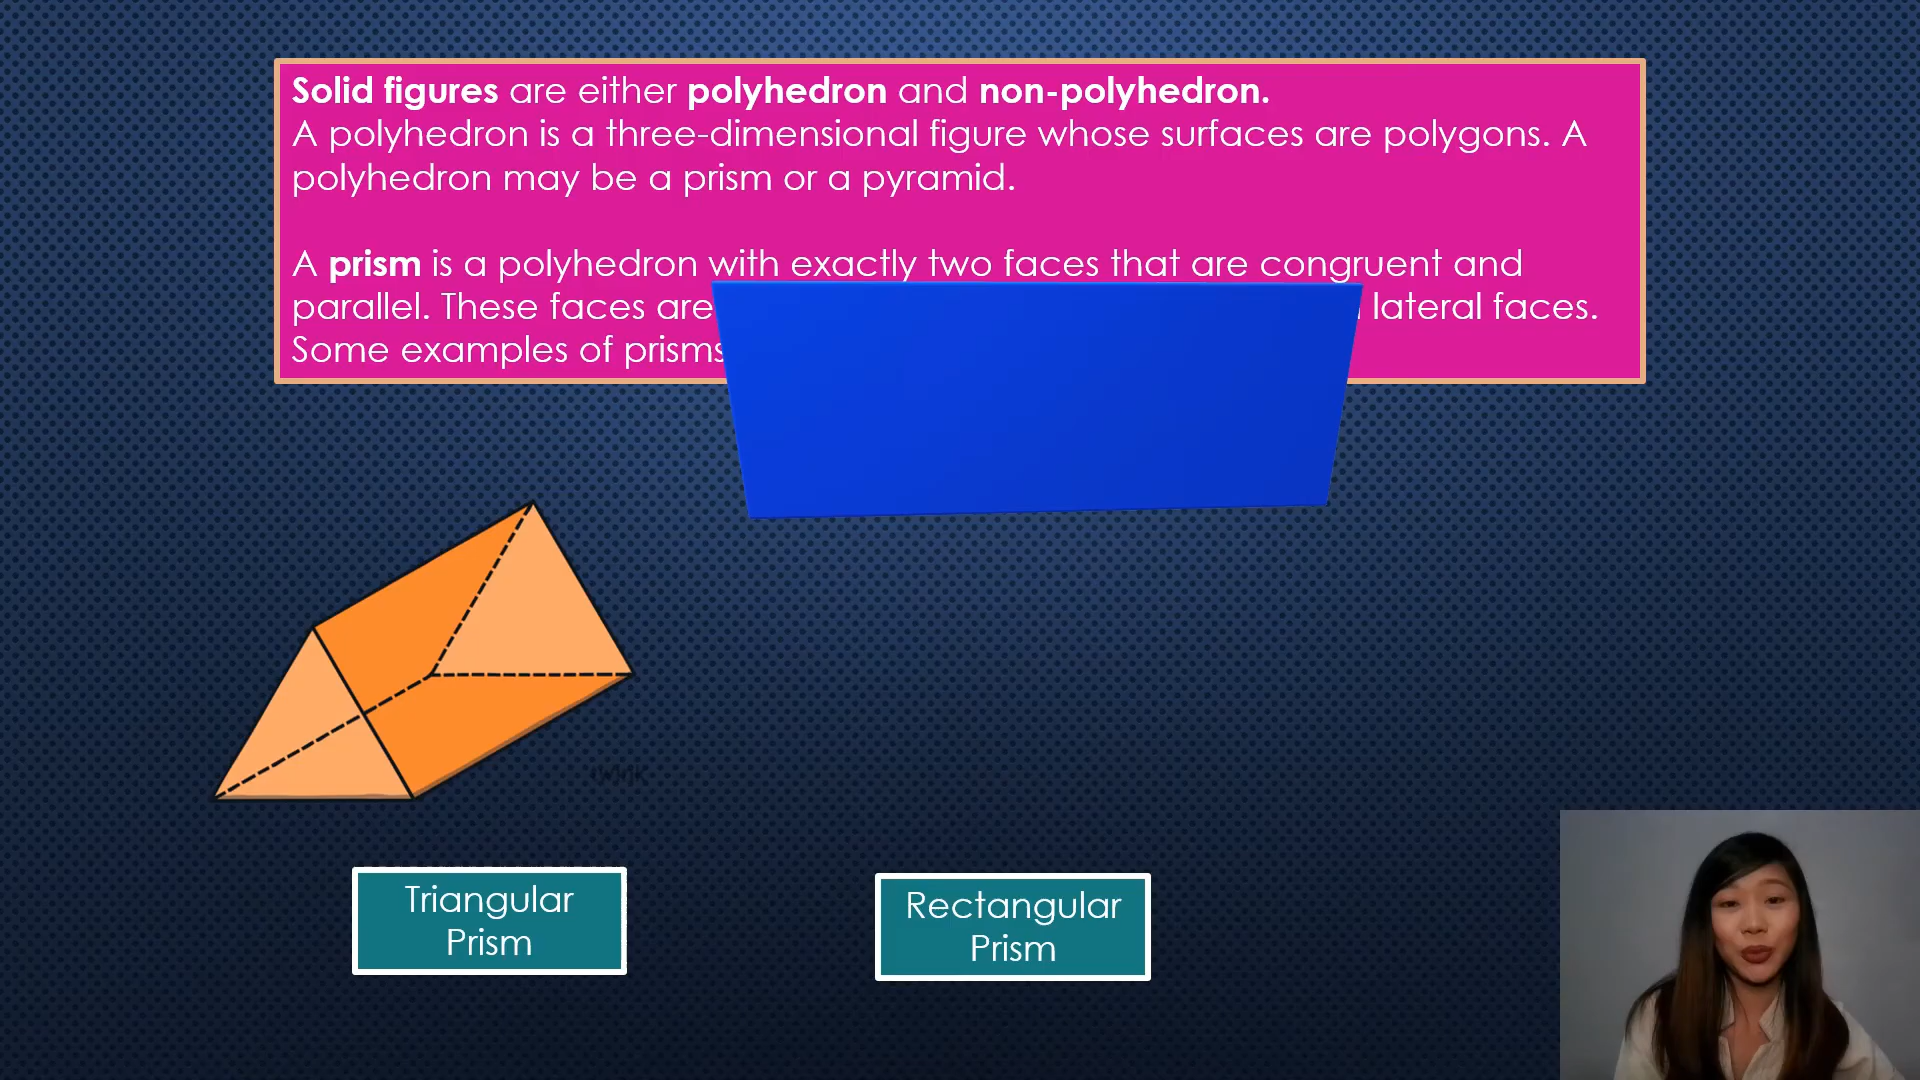 Solid figures are either polyhedron and non-polyhedron.
A polyhedron is a three-dimensional figure whose surfaces are polygons. A
polyhedron may be a prism or a pyramid.
A prism is a polyhedron with exactly two faces that are congruent and
parallel. These faces are lateral faces.
Some examples of prisms
Triangular
Prism
Rectangular
Prism